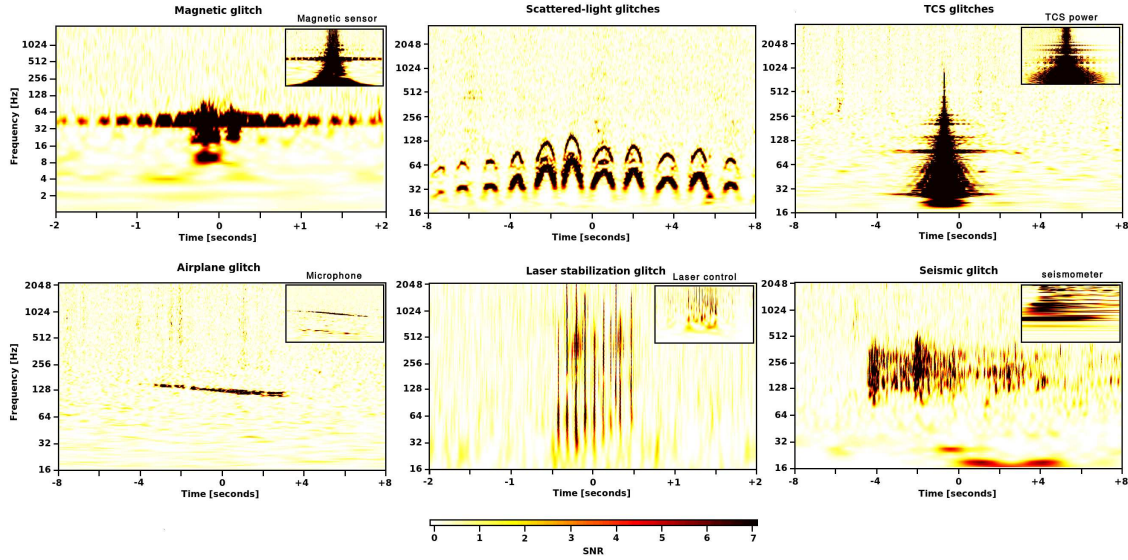 Magnetic glitch
Magnetic sensor
Scattered-light glitches
TCS glitches
TCS power
Frequency [Hz]
1024
512
256
128
64
32
16
8
4
2
-2 -1 0 +1 +2
Time [seconds]
2048
1024
512
256
128
64
32
16
-8 -4 0 +4 -8
Time [seconds]
2048
1024
512
256
128
64
32
16
-8 -4 0 +4 +8
Time [seconds]
Airplane glitch
Microphone
Laser stabilization glitch
Laser control
Seismic glitch
seismometer
Frequency [Hz]
2048
1024
512
256
128
64
32
16
-8 -4 0 +4 +8
Time [seconds]
2048
1024
512
256
128
64
32
16
-2 -1 0 +1 +2
Time [seconds]
2048
1024
512
256
128
64
32
16
-8 -4 0 +4 +8
Time [seconds]
0 1 2 3 4 5 6 7
SNR